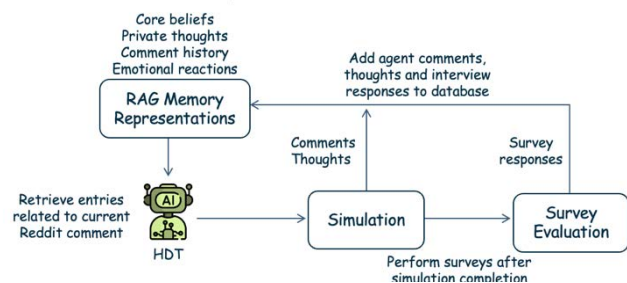 Core beliefs
Private thoughts
Comment history
Emotional reactions
RAG Memory
Representations
Add agent comments,
thoughts and interview
responses to database
Comments
Thoughts
Survey
responses
Retrieve entries
related to current
Reddit comment
AI
HDT
Simulation
Survey
Evaluation
Perform surveys after
simulation completion